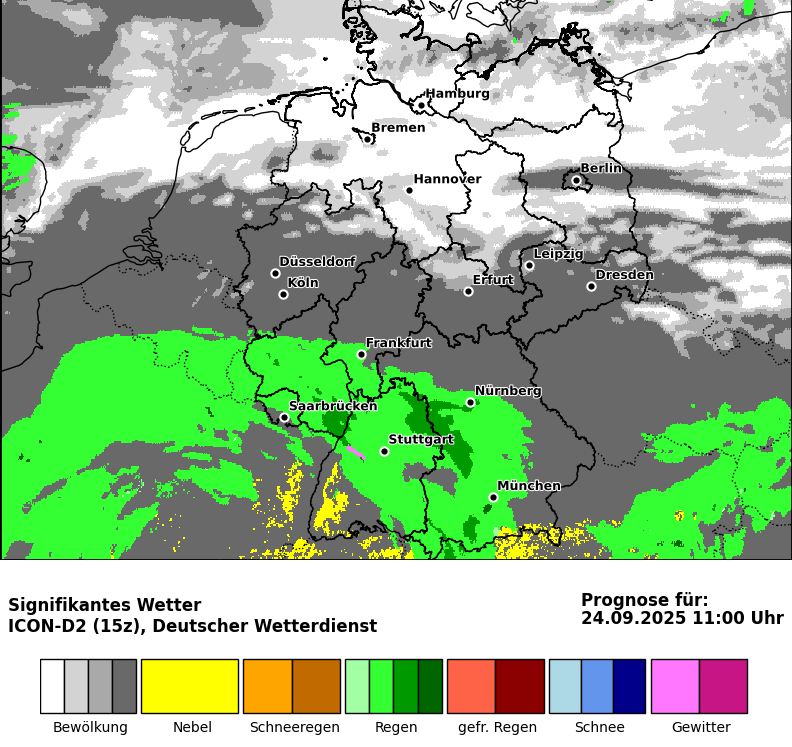 Hamburg
Bremen
Berlin
Hannover
Düsseldorf
Leipzig
Köln
Erfurt
Dresden
Frankfurt
Nürnberg
Saarbrücken
Stuttgart
München
Signifikantes Wetter
ICON-D2 (15z), Deutscher Wetterdienst
Prognose für:
24.09.2025 11:00 Uhr
Bewölkung
Nebel
Schneeregen
Regen
gefr. Regen
Schnee
Gewitter